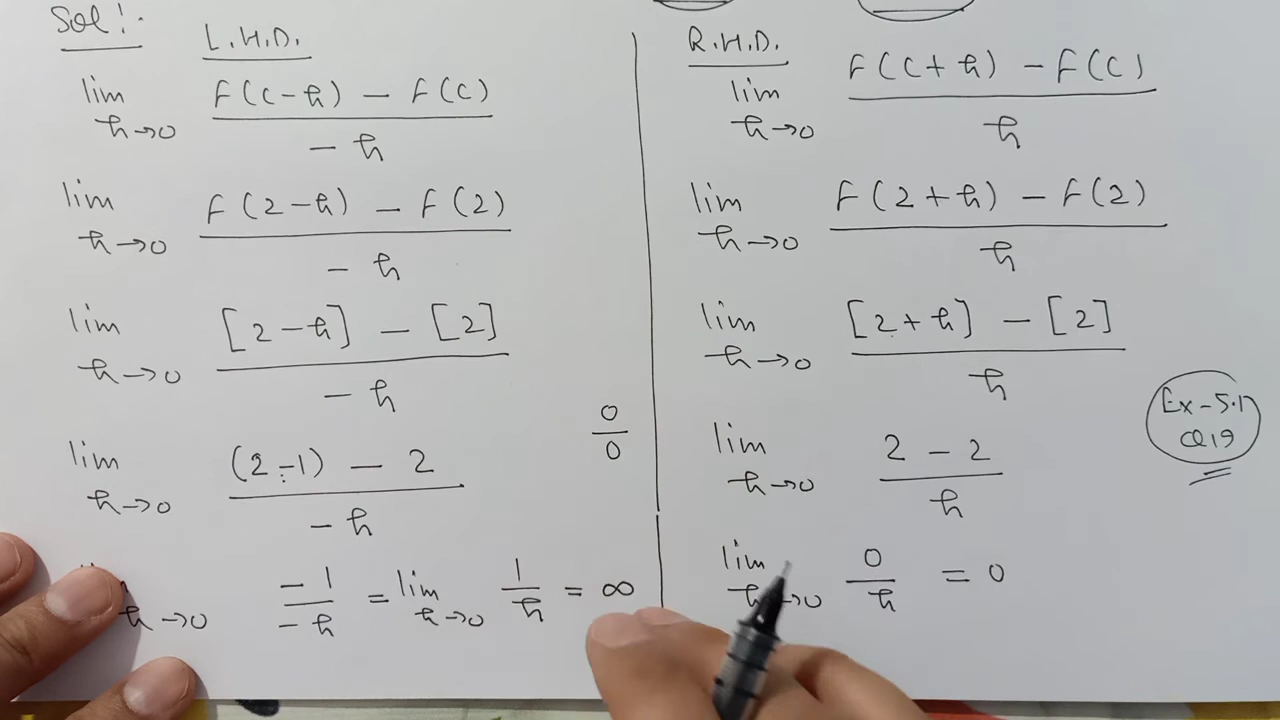 Sol!.
L.H.D.
lim h→0 F(c-h) - F(c) / -h
lim h→0 F(2-h) - F(2) / -h
lim h→0 [2-h] - [2] / -h
lim h→0 (2-1) - 2 / -h
h→0 -1/-h = lim h→0 1/h = ∞
0/0
R.H.D.
lim h→0 F(c+h) - F(c) / h
lim h→0 F(2+h) - F(2) / h
lim h→0 [2+h] - [2] / h
lim h→0 2-2 / h
lim h→0 0/h = 0
Ex-5.1
Q19